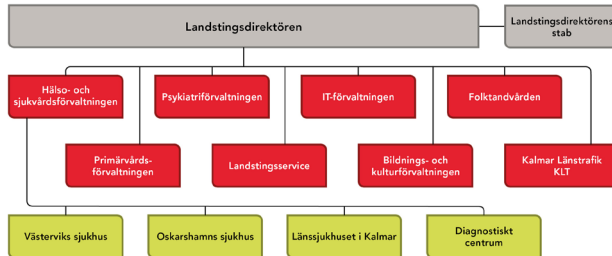 Landstingsdirektören
Landstingsdirektörens
stab
Hälso- och
sjukvårdsförvaltningen
Psykiatriförvaltningen
IT-förvaltningen
Folktandvården
Primärvårds-
förvaltningen
Landstingsservice
Bildnings- och
kulturförvaltningen
Kalmar Länstrafik
KLT
Västerviks sjukhus
Oskarshamns sjukhus
Länssjukhuset i Kalmar
Diagnostiskt
centrum